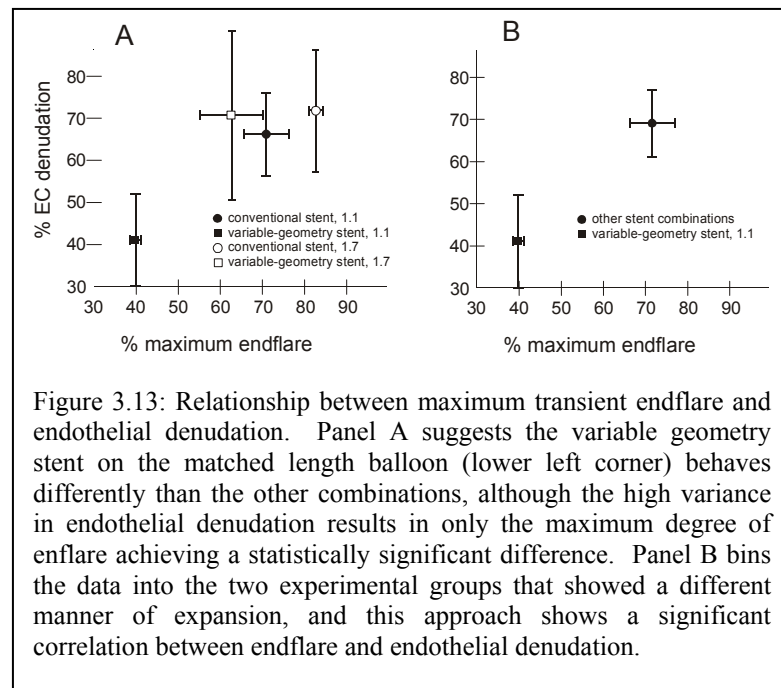 A
B
80
70
60
50
40
30
% EC denudation
● conventional stent, 1.1
■ variable-geometry stent, 1.1
○ conventional stent, 1.7
□ variable-geometry stent, 1.7
30 40 50 60 70 80 90
% maximum endflare
80
70
60
50
40
30
● other stent combinations
■ variable-geometry stent, 1.1
30 40 50 60 70 80 90
% maximum endflare
Figure 3.13: Relationship between maximum transient endflare and
endothelial denudation. Panel A suggests the variable geometry
stent on the matched length balloon (lower left corner) behaves
differently than the other combinations, although the high variance
in endothelial denudation results in only the maximum degree of
enflare achieving a statistically significant difference. Panel B bins
the data into the two experimental groups that showed a different
manner of expansion, and this approach shows a significant
correlation between endflare and endothelial denudation.